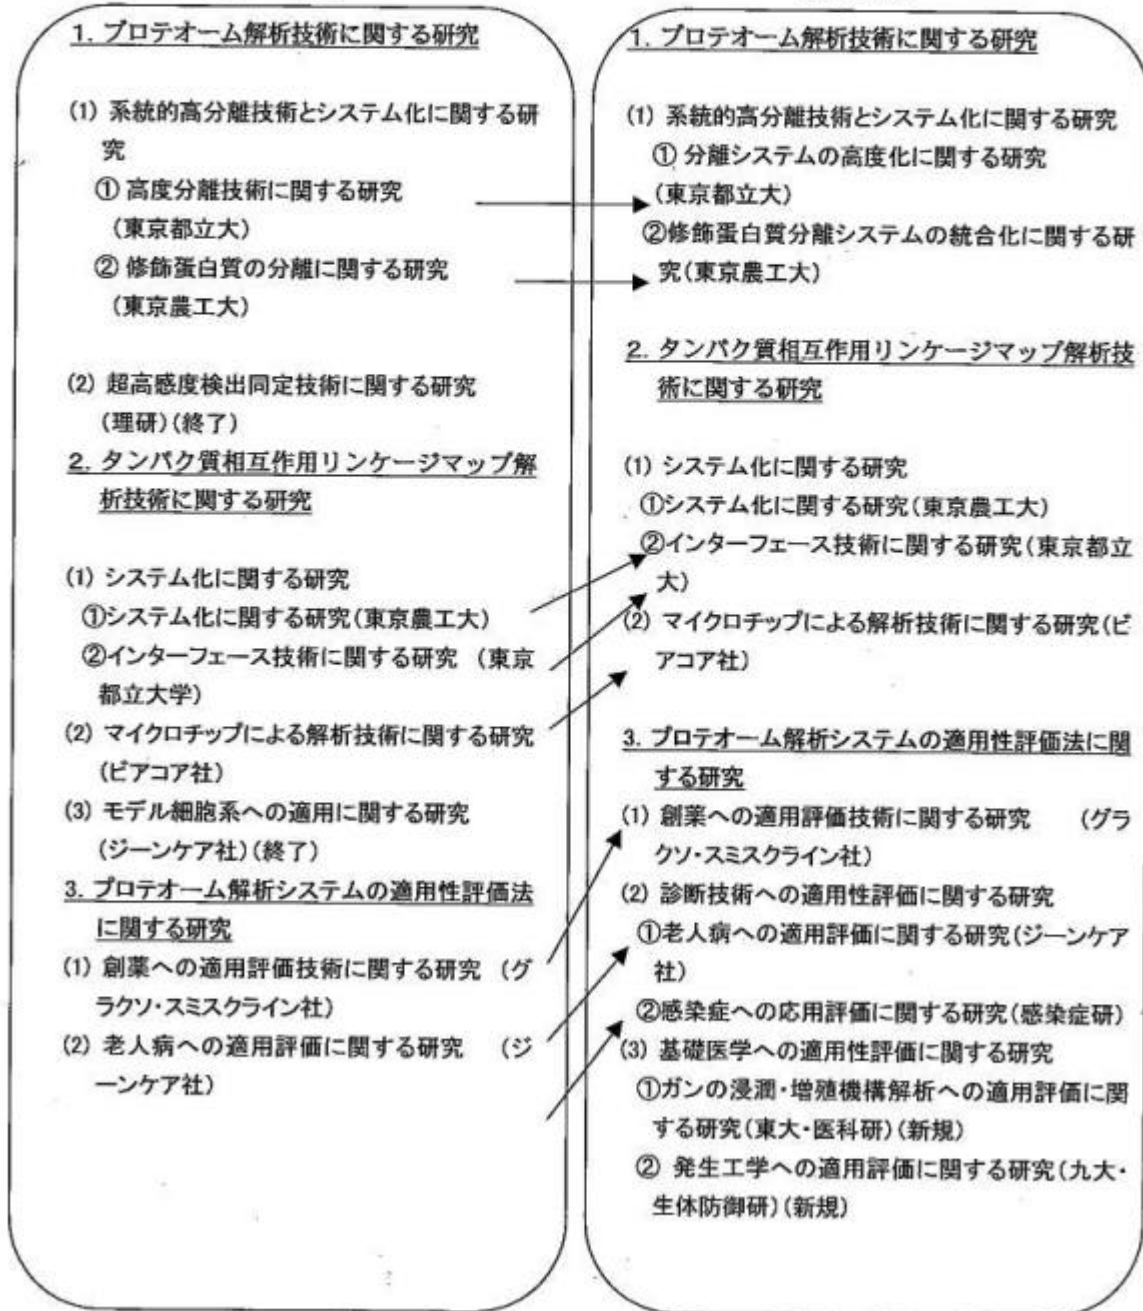 1. プロテオーム解析技術に関する研究
(1) 系統的高分離技術とシステム化に関する研
究
① 高度分離技術に関する研究
(東京都立大)
② 修飾蛋白質の分離に関する研究
(東京農工大)
(2) 超高感度検出同定技術に関する研究
(理研)(終了)
2. タンパク質相互作用リンケージマップ解
析技術に関する研究
(1) システム化に関する研究
①システム化に関する研究(東京農工大)
②インターフェース技術に関する研究 (東京
都立大学)
(2) マイクロチップによる解析技術に関する研究
(ビアコア社)
(3) モデル細胞系への適用に関する研究
(ジーンケア社)(終了)
3. プロテオーム解析システムの適用性評価法
に関する研究
(1) 創薬への適用評価技術に関する研究 (グ
ラクソ・スミスクライン社)
(2) 老人病への適用評価に関する研究 (ジ
ーンケア社)
1. プロテオーム解析技術に関する研究
(1) 系統的高分離技術とシステム化に関する研究
① 分離システムの高度化に関する研究
(東京都立大)
②修飾蛋白質分離システムの統合化に関する研
究(東京農工大)
2. タンパク質相互作用リンケージマップ解析技
術に関する研究
(1) システム化に関する研究
①システム化に関する研究(東京農工大)
②インターフェース技術に関する研究(東京都立
大)
(2) マイクロチップによる解析技術に関する研究(ビ
アコア社)
3. プロテオーム解析システムの適用性評価法に関
する研究
(1) 創薬への適用評価技術に関する研究 (グラ
クソ・スミスクライン社)
(2) 診断技術への適用性評価に関する研究
①老人病への適用評価に関する研究(ジーンケア
社)
②感染症への応用評価に関する研究(感染症研)
(3) 基礎医学への適用性評価に関する研究
①ガンの浸潤・増殖機構解析への適用評価に関
する研究(東大・医科研)(新規)
② 発生工学への適用評価に関する研究(九大・
生体防御研)(新規)